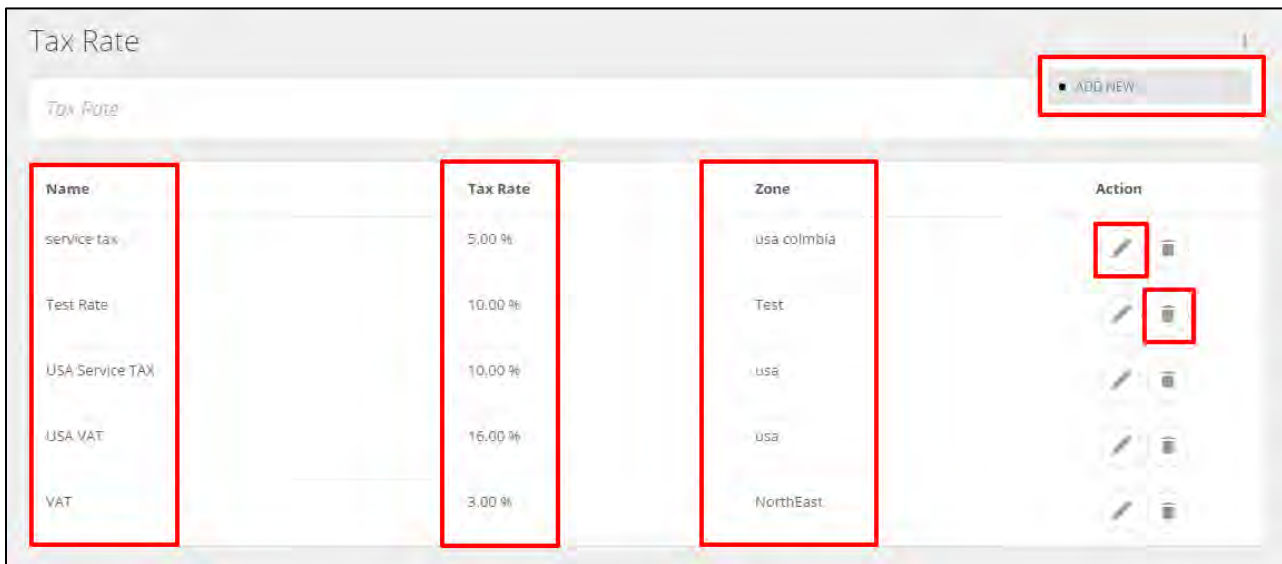 Tax Rate
ADD NEW
Tax Rate
Name Tax Rate Zone Action
service tax 5.00 % usa colmbia
Test Rate 10.00 % Test
USA Service TAX 10.00 % usa
USA VAT 16.00 % usa
VAT 3.00 % NorthEast